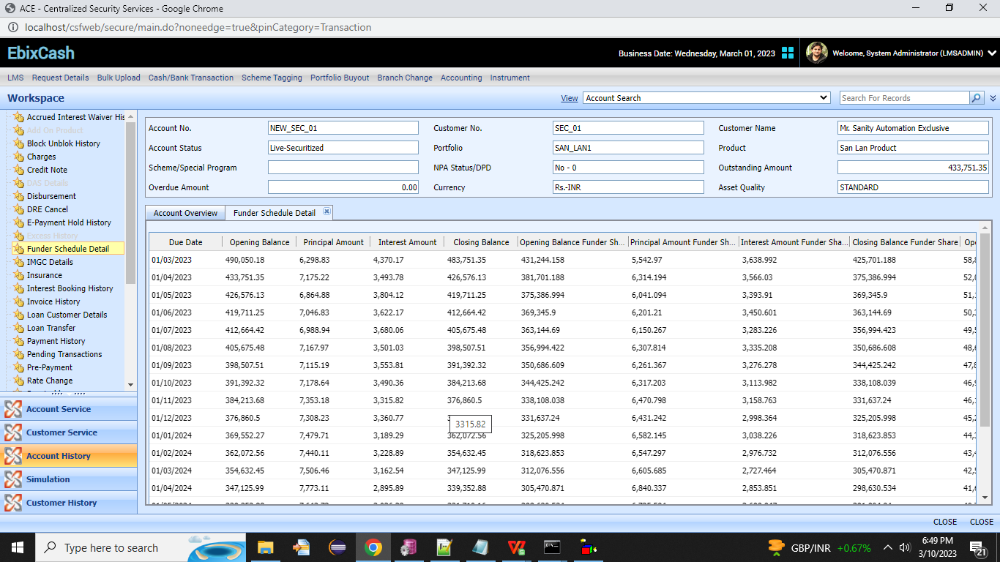 ACE - Centralized Security Services - Google Chrome
localhost/csfweb/secure/main.do?noneedge=true&pinCategory=Transaction
EbixCash
Business Date: Wednesday, March 01, 2023
Welcome, System Administrator (LMSADMIN)
LMS Request Details Bulk Upload Cash/Bank Transaction Scheme Tagging Portfolio Buyout Branch Change Accounting Instrument
Workspace
View Account Search Search For Records
Accrued Interest Waiver His
Add On Product
Block Unblok History
Charges
Credit Note
DAS Details
Disbursement
DRE Cancel
E-Payment Hold History
Excess History
Funder Schedule Detail
IMGC Details
Insurance
Interest Booking History
Invoice History
Loan Customer Details
Loan Transfer
Payment History
Pending Transactions
Pre-Payment
Rate Change
Account Service
Customer Service
Account History
Simulation
Customer History
Account No. NEW_SEC_01 Customer No. SEC_01 Customer Name Mr. Sanity Automation Exclusive
Account Status Live-Securitized Portfolio SAN_LAN1 Product San Lan Product
Scheme/Special Program NPA Status/DPD No - 0 Outstanding Amount 433,751.35
Overdue Amount 0.00 Currency Rs.-INR Asset Quality STANDARD
Account Overview Funder Schedule Detail
Due Date Opening Balance Principal Amount Interest Amount Closing Balance Opening Balance Funder Sh... Principal Amount Funder Sh... Interest Amount Funder Sha... Closing Balance Funder Share Ope
01/03/2023 490,050.18 6,298.83 4,370.17 483,751.35 431,244.158 5,542.97 3,638.992 425,701.188 58,8
01/04/2023 433,751.35 7,175.22 3,493.78 426,576.13 381,701.188 6,314.194 3,566.03 375,386.994 52,0
01/05/2023 426,576.13 6,864.88 3,804.12 419,711.25 375,386.994 6,041.094 3,393.91 369,345.9 51,1
01/06/2023 419,711.25 7,046.83 3,622.17 412,664.42 369,345.9 6,201.21 3,450.601 363,144.69 50,3
01/07/2023 412,664.42 6,988.94 3,680.06 405,675.48 363,144.69 6,150.267 3,283.226 356,994.423 49,5
01/08/2023 405,675.48 7,167.97 3,501.03 398,507.51 356,994.422 6,307.814 3,335.208 350,686.608 48,6
01/09/2023 398,507.51 7,115.19 3,553.81 391,392.32 350,686.609 6,261.367 3,276.278 344,425.242 47,8
01/10/2023 391,392.32 7,178.64 3,490.36 384,213.68 344,425.242 6,317.203 3,113.982 338,108.039 46,9
01/11/2023 384,213.68 7,353.18 3,315.82 376,860.5 338,108.038 6,470.798 3,158.763 331,637.24 46,1
01/12/2023 376,860.5 7,308.23 3,360.77 331,637.24 6,431.242 2,998.364 325,205.998 45,2
3315.82
01/01/2024 369,552.27 7,479.71 3,189.29 362,072.56 325,205.998 6,582.145 3,038.226 318,623.853 44,3
01/02/2024 362,072.56 7,440.11 3,228.89 354,632.45 318,623.853 6,547.297 2,976.732 312,076.556 43,4
01/03/2024 354,632.45 7,506.46 3,162.54 347,125.99 312,076.556 6,605.685 2,727.464 305,470.871 42,5
01/04/2024 347,125.99 7,773.11 2,895.89 339,352.88 305,470.871 6,840.337 2,853.851 298,630.534 41,6
CLOSE CLOSE
Type here to search
GBP/INR +0.67%
6:49 PM
3/10/2023
21